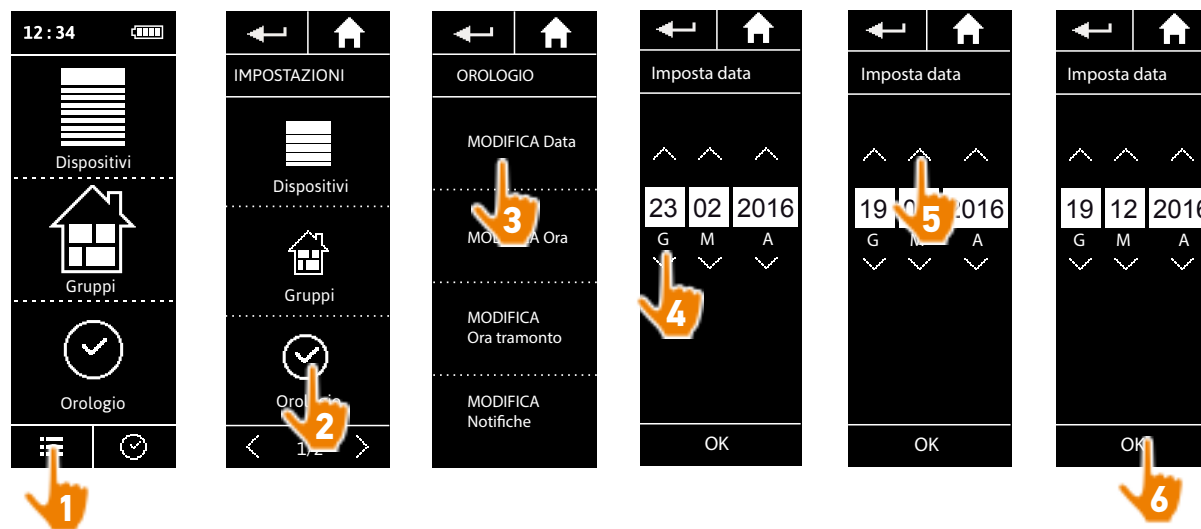 12:34
Dispositivi
Gruppi
Orologio
1
IMPOSTAZIONI
Dispositivi
Gruppi
2
OROLOGIO
MODIFICA Data
3
Ora
MODIFICA
Ora tramonto
MODIFICA
Notifiche
Imposta data
23 02 2016
G M A
4
OK
Imposta data
19
5
G A
OK
Imposta data
19 12
G M A
OK
6